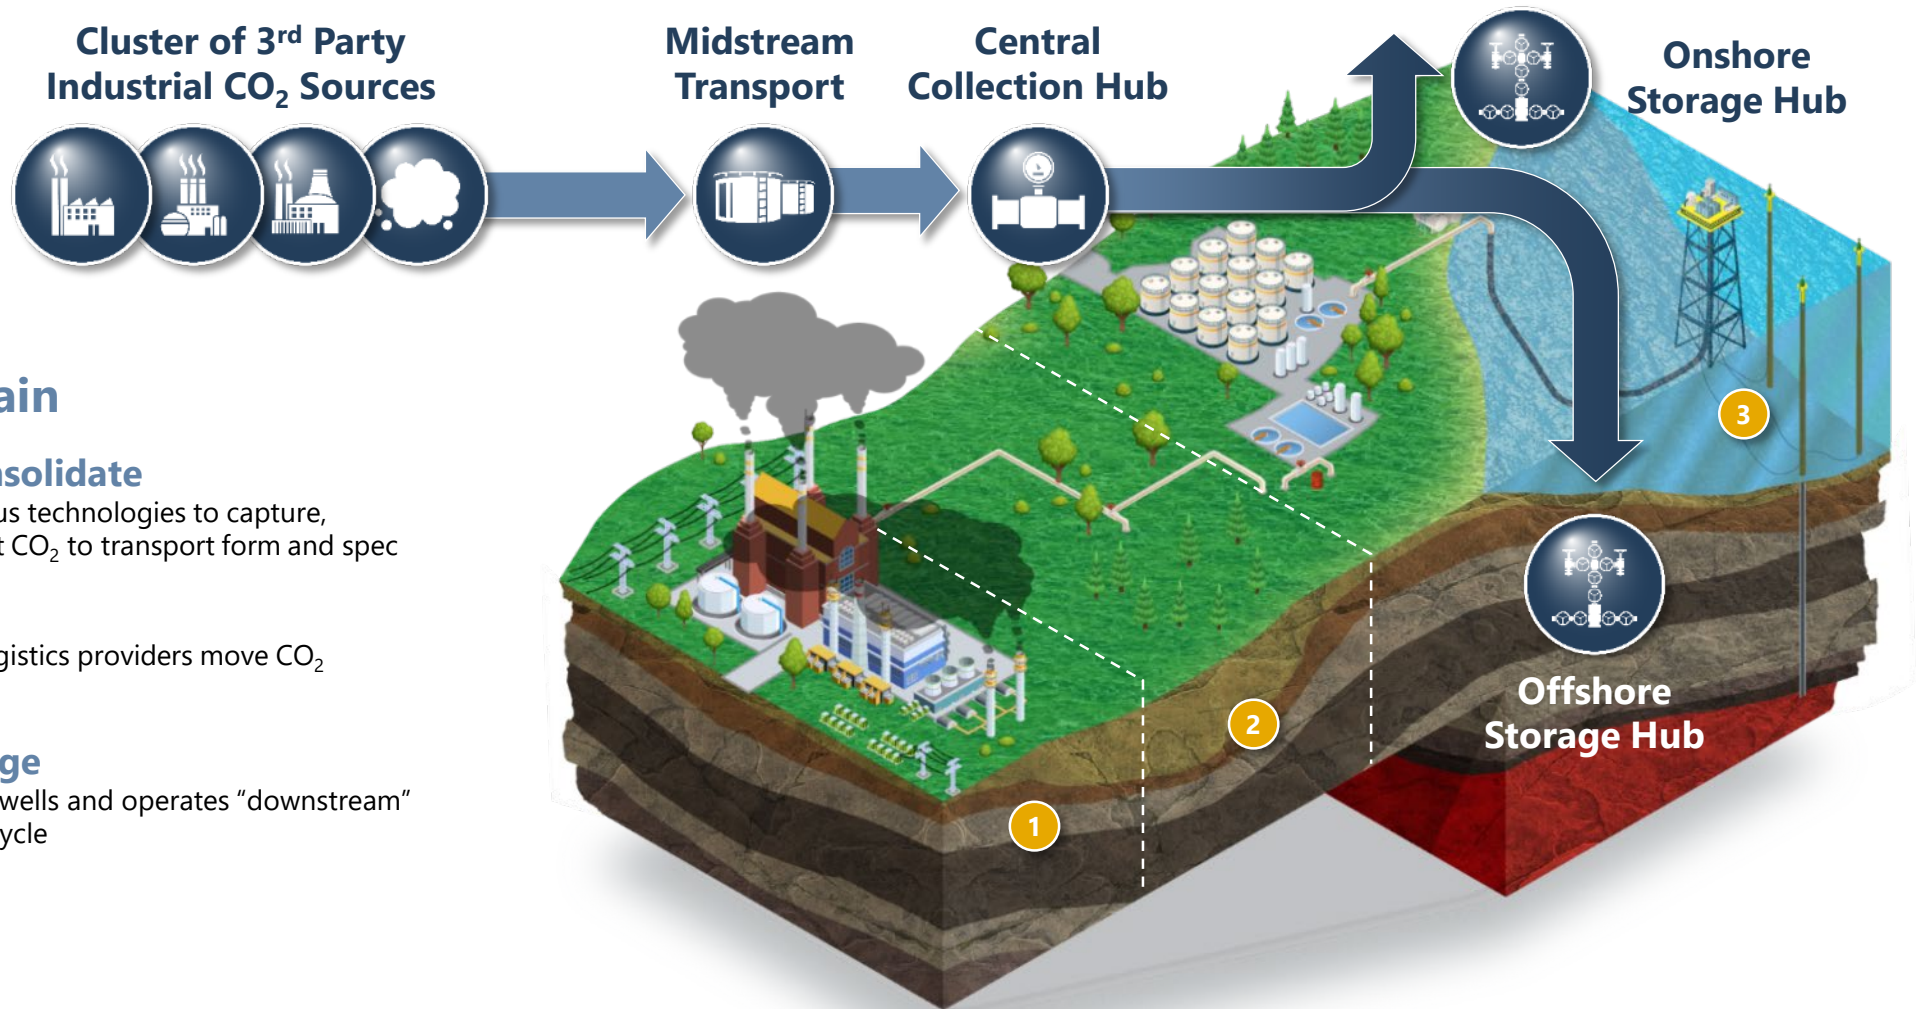 Cluster of 3rd Party
Industrial CO2 Sources
Midstream
Transport
Central
Collection Hub
Onshore
Storage Hub
ain
nsolidate
us technologies to capture,
t CO2 to transport form and spec
gistics providers move CO2
ge
wells and operates “downstream”
ycle
3
2
1
Offshore
Storage Hub